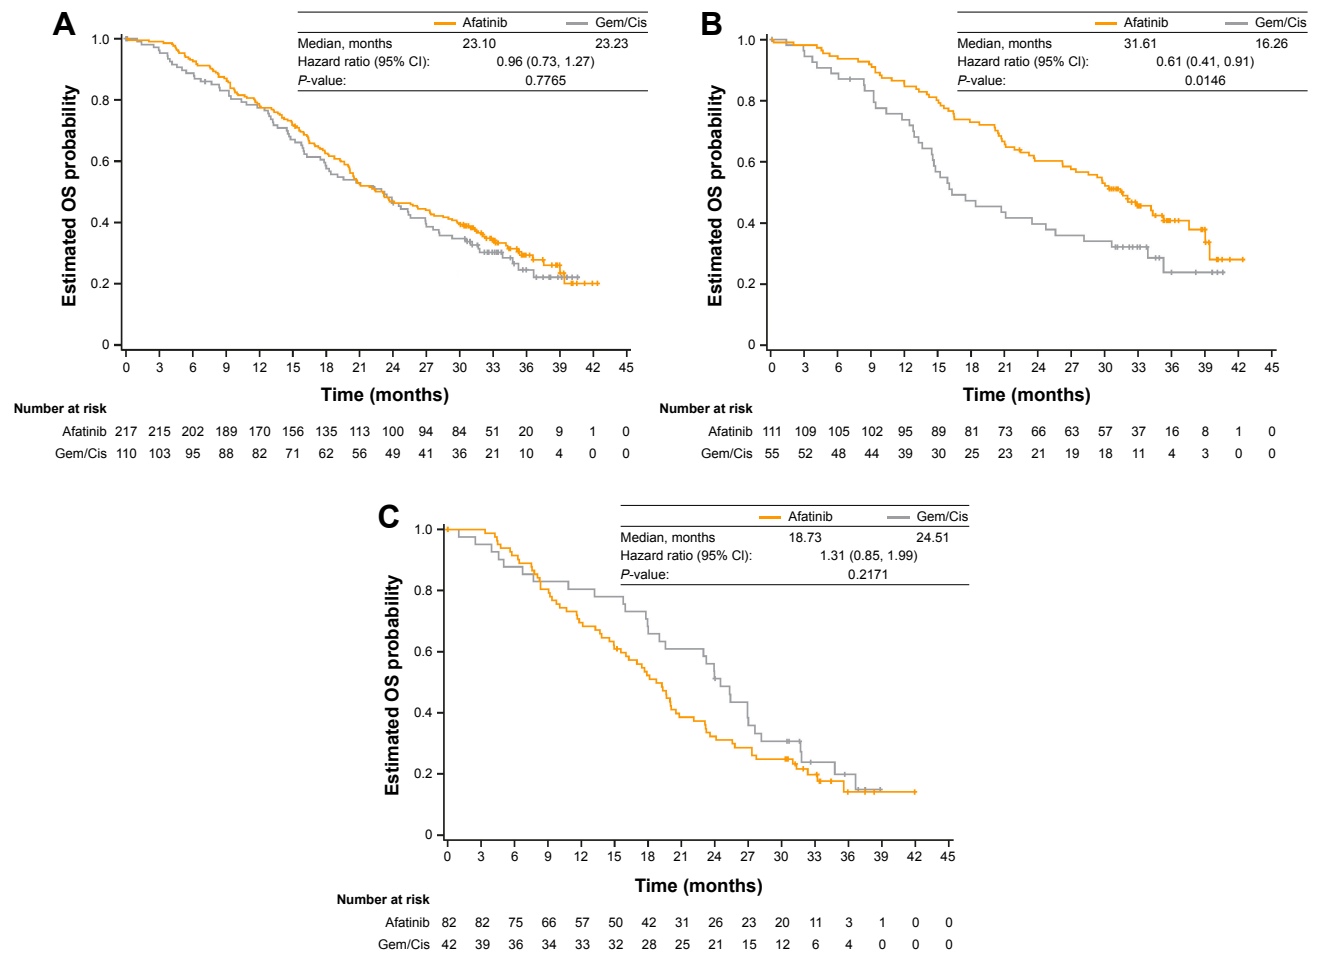 A
Afatinib Gem/Cis
Median, months 23.10 23.23
Hazard ratio (95% CI): 0.96 (0.73, 1.27)
P-value: 0.7765
Estimated OS probability
1.0
0.8
0.6
0.4
0.2
0
0 3 6 9 12 15 18 21 24 27 30 33 36 39 42 45
Time (months)
Number at risk
Afatinib 217 215 202 189 170 156 135 113 100 94 84 51 20 9 1 0
Gem/Cis 110 103 95 88 82 71 62 56 49 41 36 21 10 4 0 0
B
Afatinib Gem/Cis
Median, months 31.61 16.26
Hazard ratio (95% CI): 0.61 (0.41, 0.91)
P-value: 0.0146
Estimated OS probability
1.0
0.8
0.6
0.4
0.2
0
0 3 6 9 12 15 18 21 24 27 30 33 36 39 42 45
Time (months)
Number at risk
Afatinib 111 109 105 102 95 89 81 73 66 63 57 37 16 8 1 0
Gem/Cis 55 52 48 44 39 30 25 23 21 19 18 11 4 3 0 0
C
Afatinib Gem/Cis
Median, months 18.73 24.51
Hazard ratio (95% CI): 1.31 (0.85, 1.99)
P-value: 0.2171
Estimated OS probability
1.0
0.8
0.6
0.4
0.2
0
0 3 6 9 12 15 18 21 24 27 30 33 36 39 42 45
Time (months)
Number at risk
Afatinib 82 82 75 66 57 50 42 31 26 23 20 11 3 1 0 0
Gem/Cis 42 39 36 34 33 32 28 25 21 15 12 6 4 0 0 0